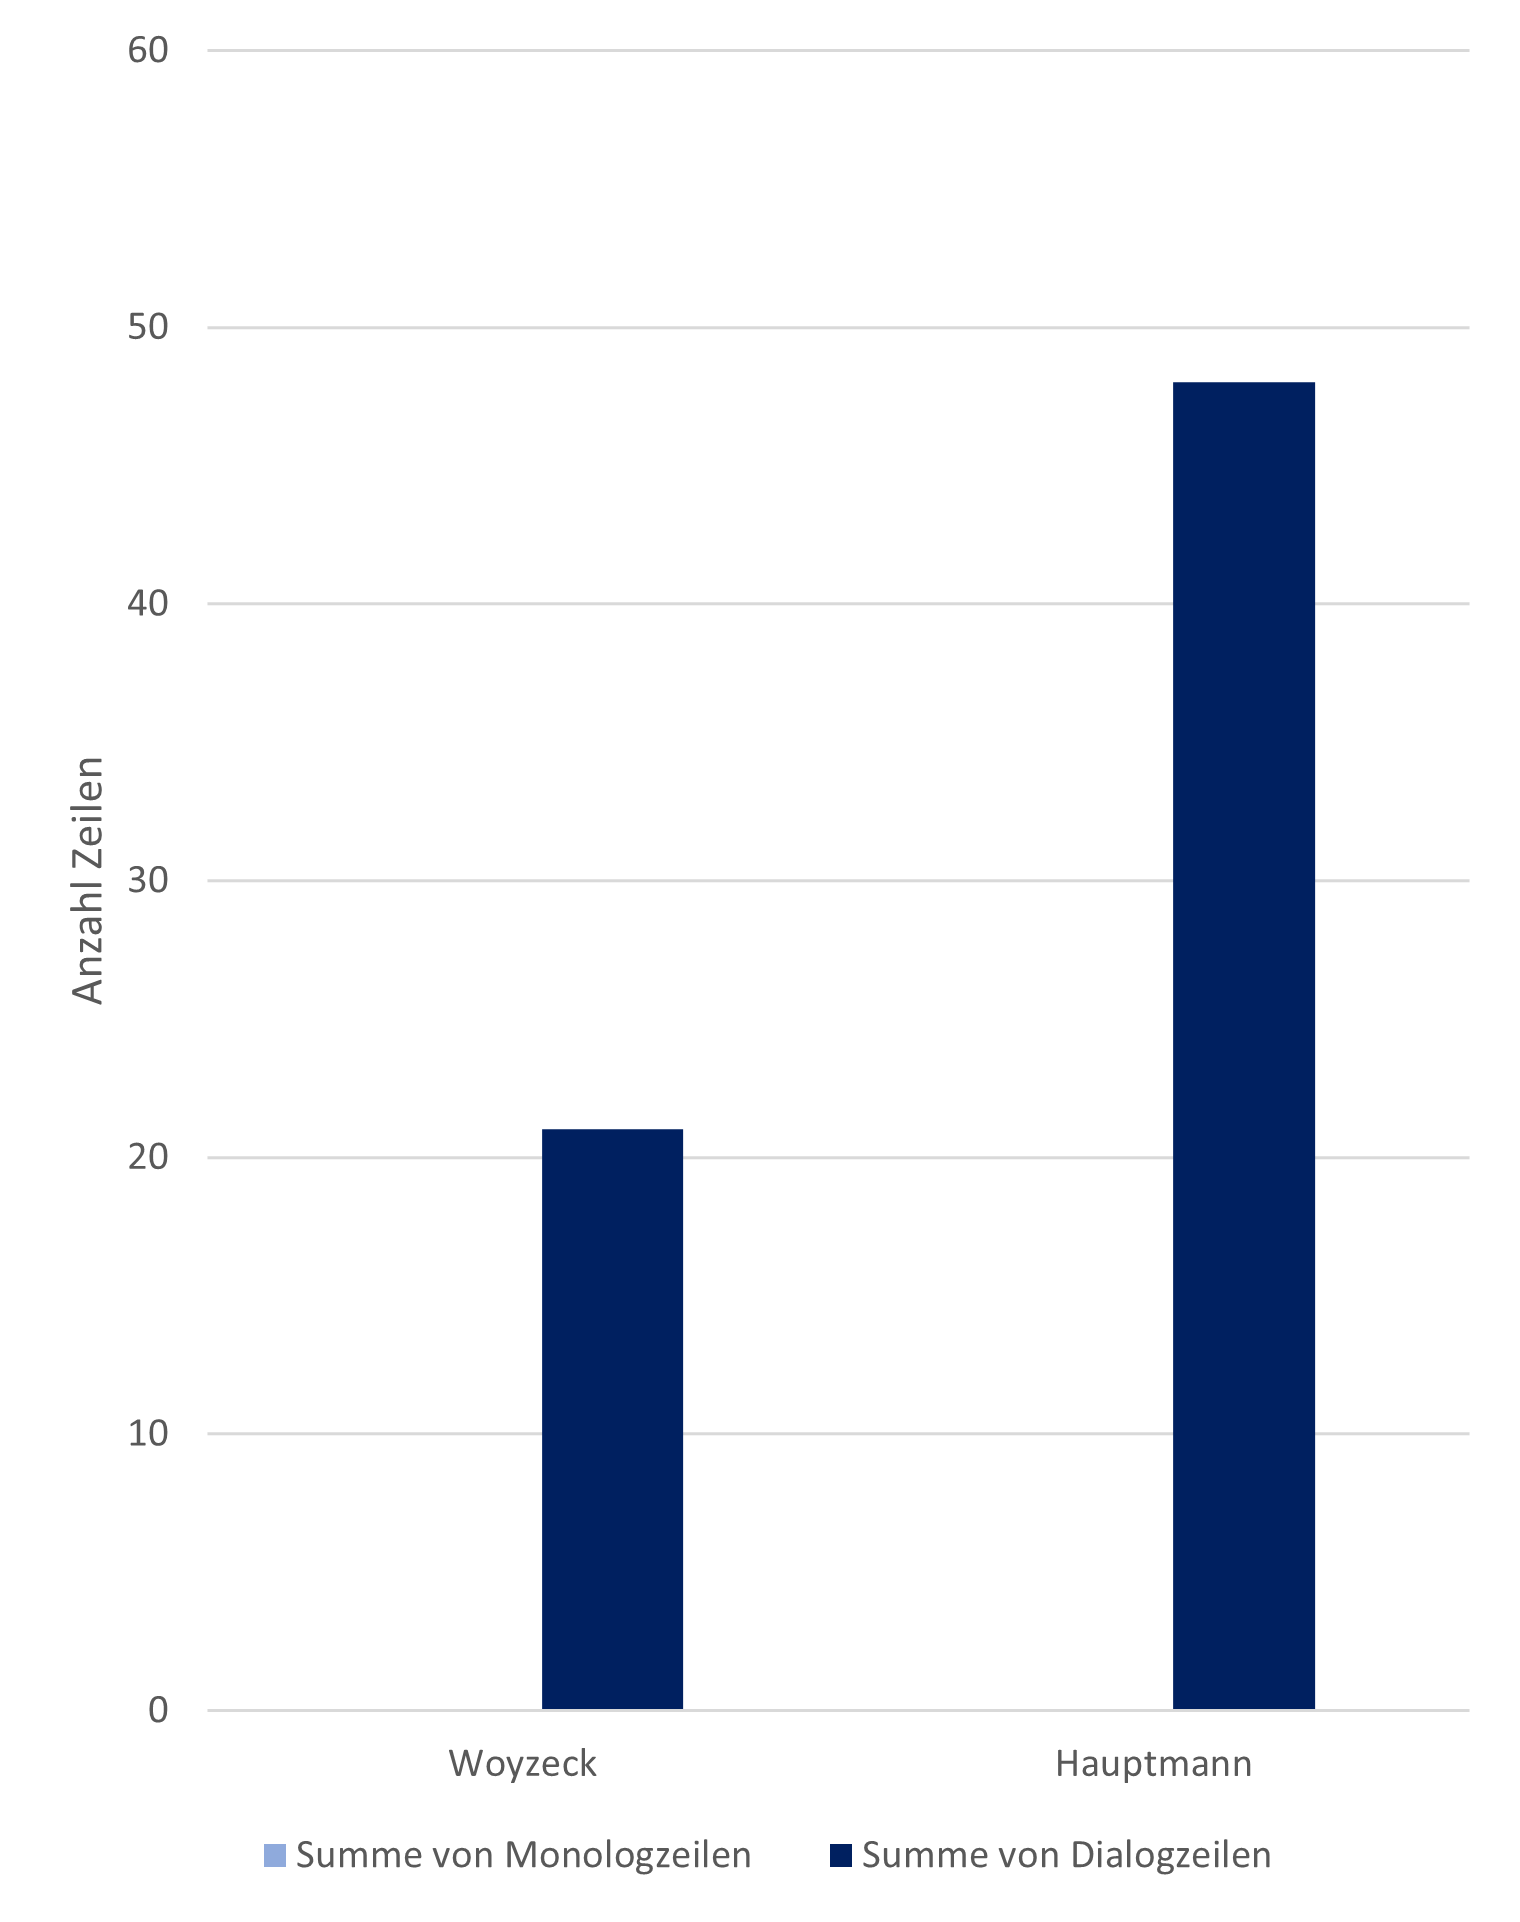 60
50
40
30
20
10
0
Anzahl Zeilen
Woyzeck
Hauptmann
Summe von Monologzeilen
Summe von Dialogzeilen